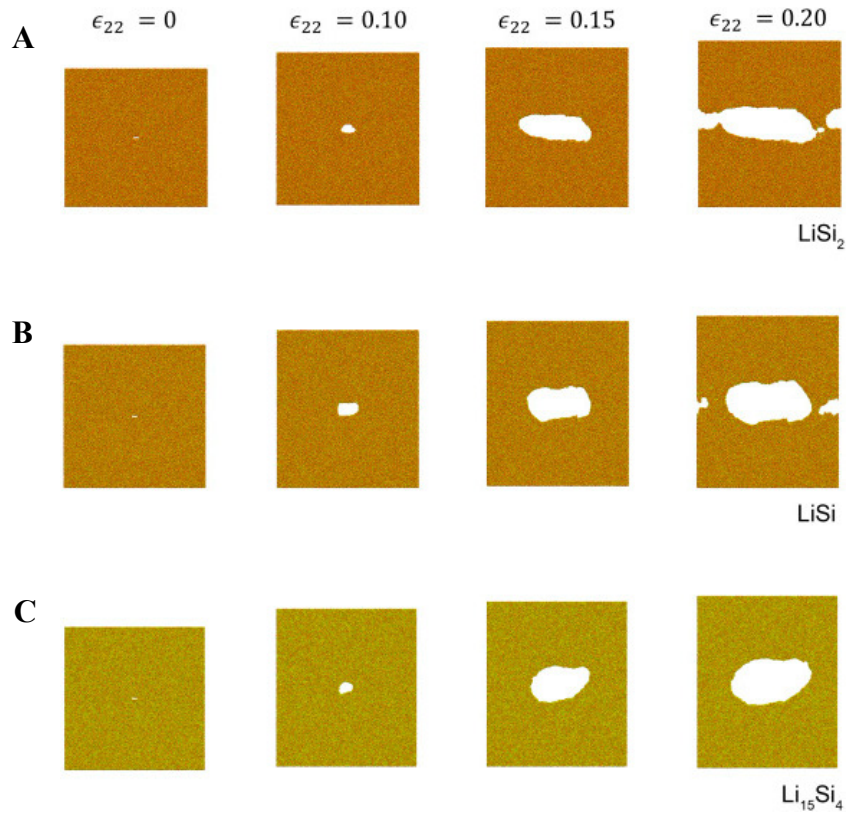 A
ϵ₂₂ = 0
ϵ₂₂ = 0.10
ϵ₂₂ = 0.15
ϵ₂₂ = 0.20
LiSi₂
B
LiSi
C
Li₁₅Si₄